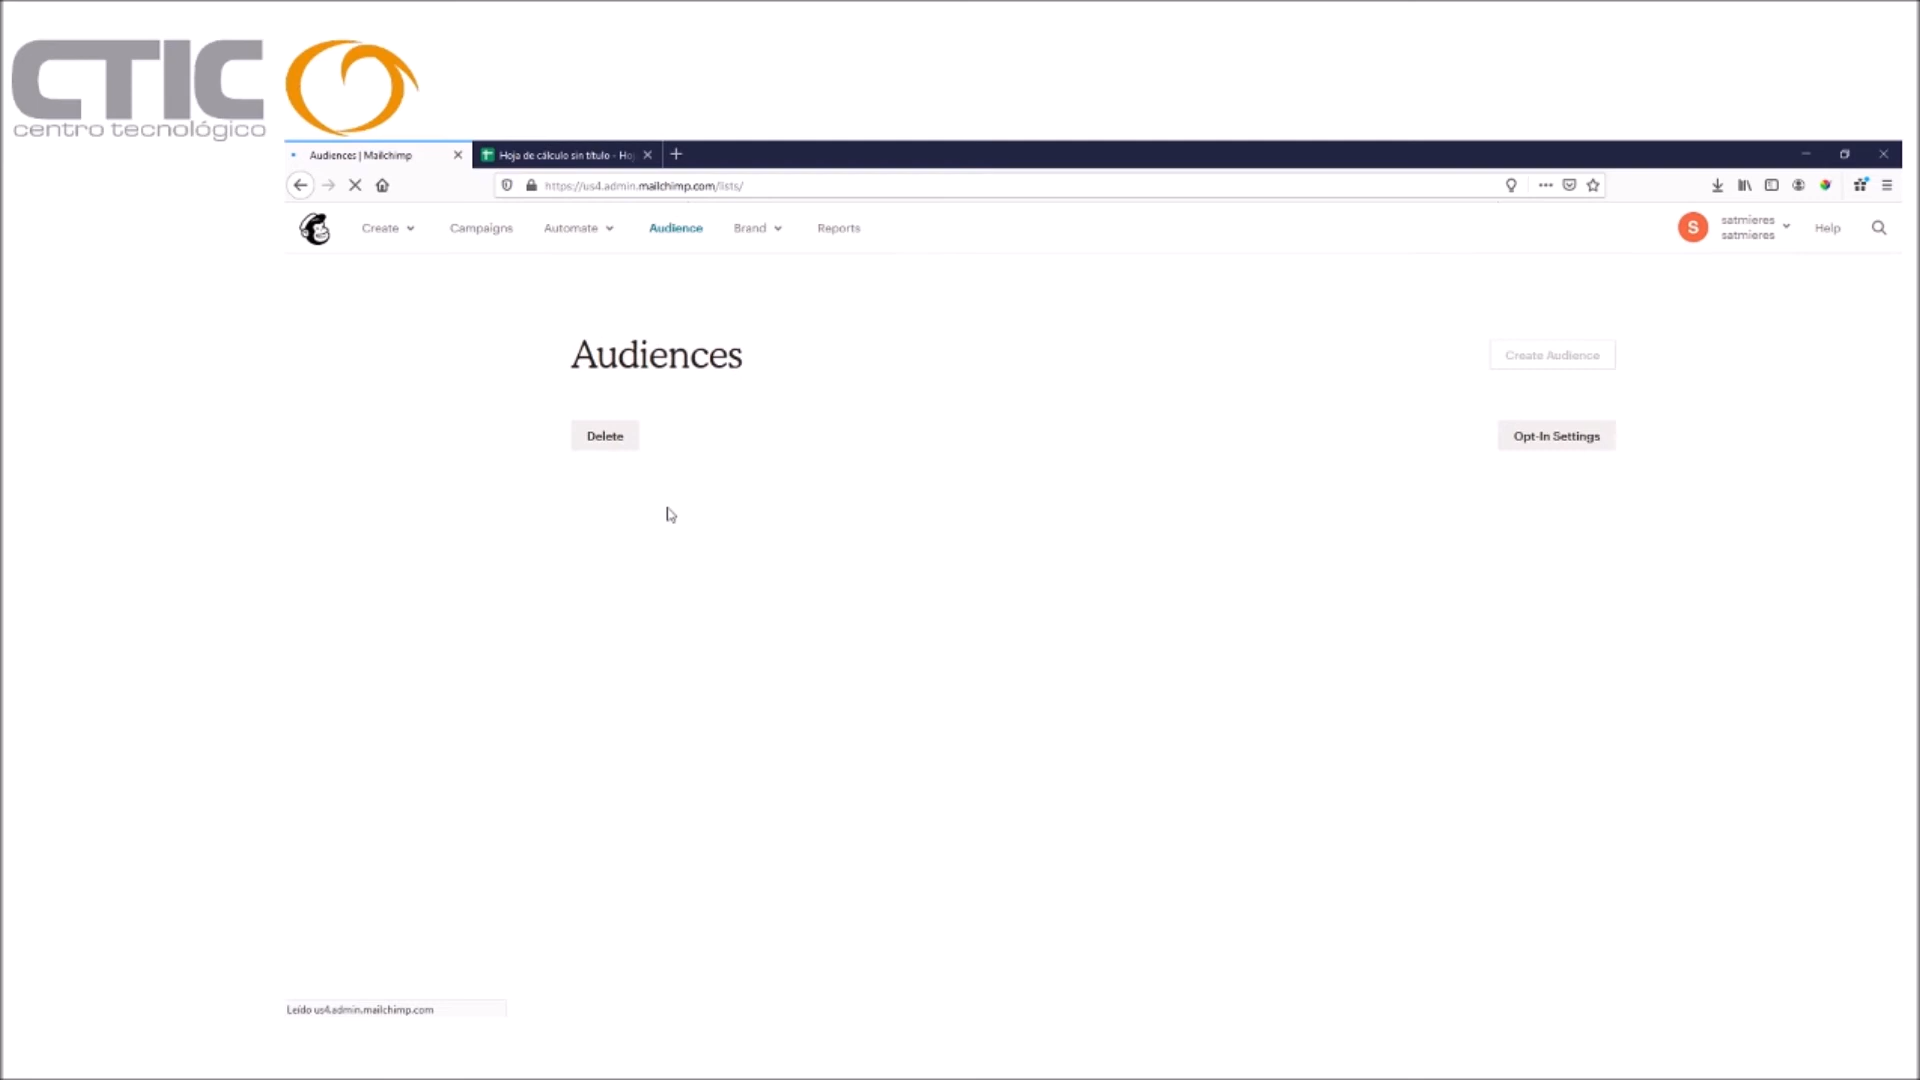 CTIC
centro tecnológico
Audiences | Mailchimp
Hoja de cálculo sin título - Ho
https://us4.admin.mailchimp.com/lists/
Create
Campaigns
Automate
Audience
Brand
Reports
S
satmieres
satmieres
Help
Audiences
Create Audience
Delete
Opt-In Settings
Leído us4.admin.mailchimp.com